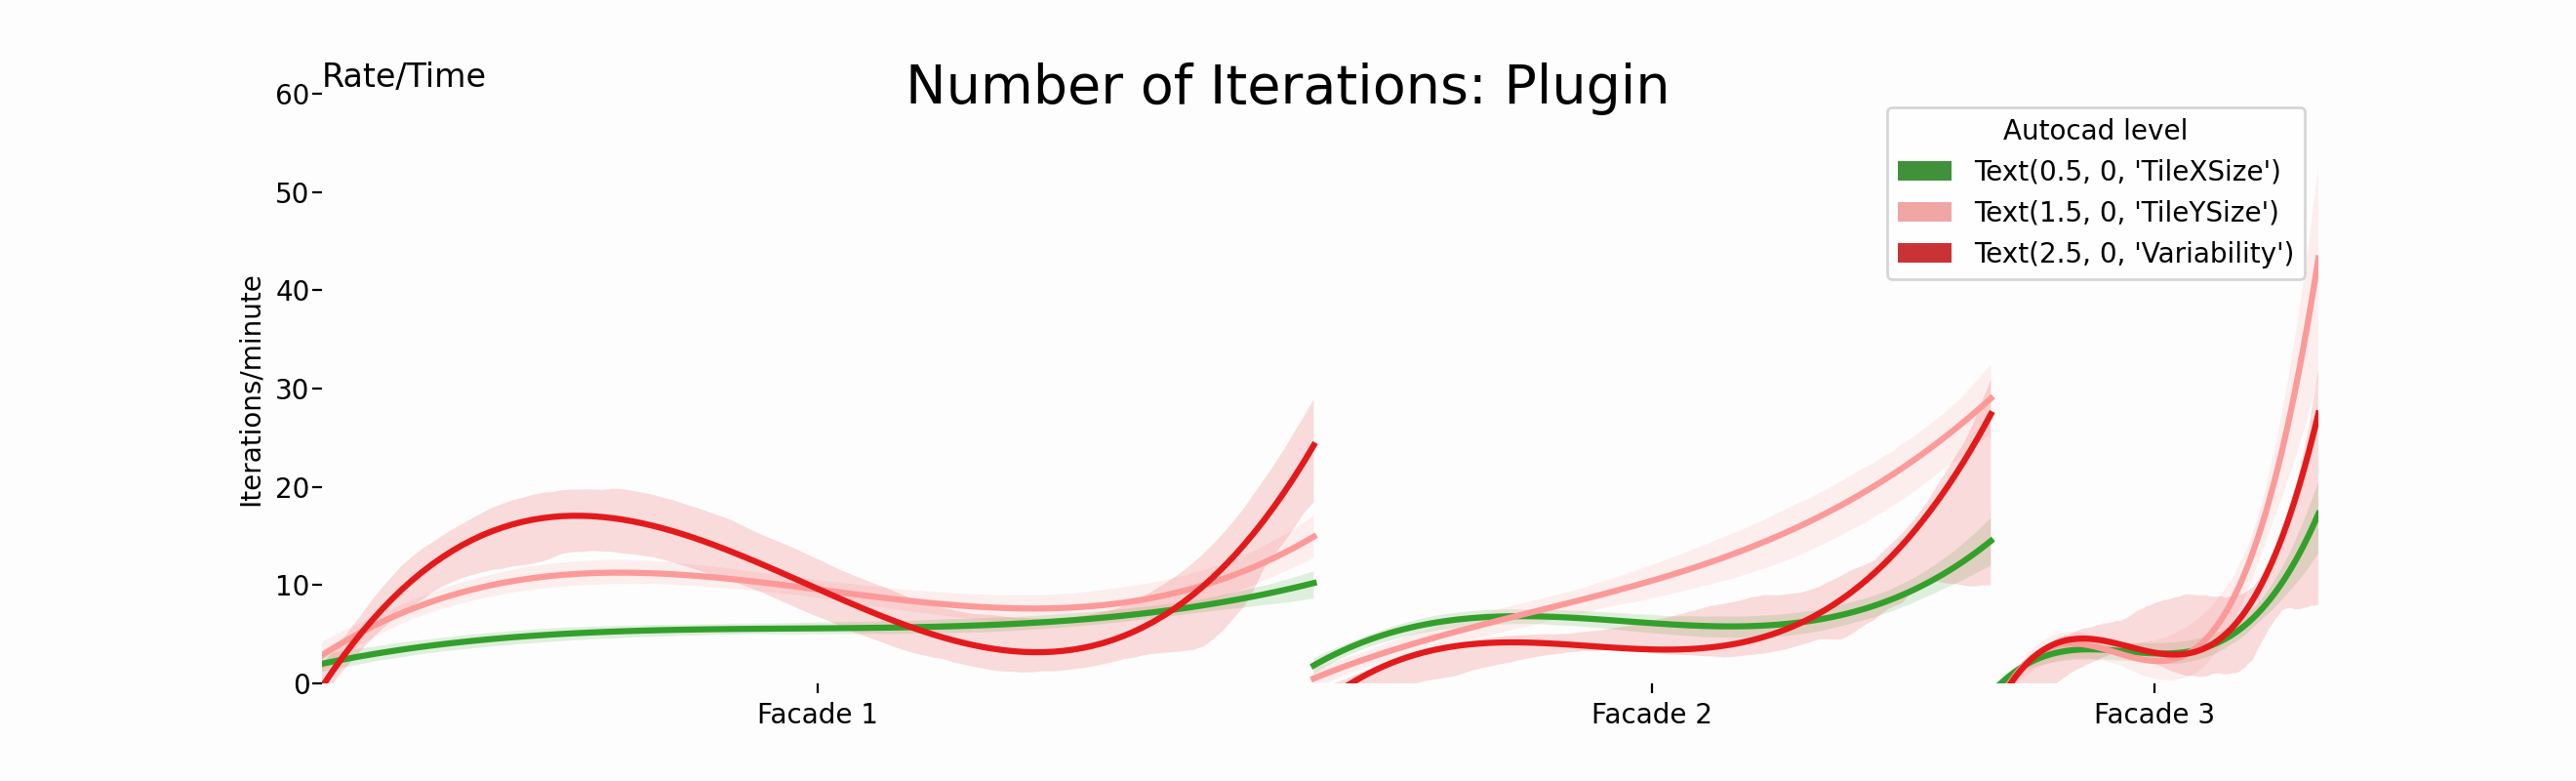 Rate/Time
Number of Iterations: Plugin
60
50
40
30
20
10
0
Iterations/minute
Autocad level
Text(0.5, 0, 'TileXSize')
Text(1.5, 0, 'TileYSize')
Text(2.5, 0, 'Variability')
Facade 1
Facade 2
Facade 3